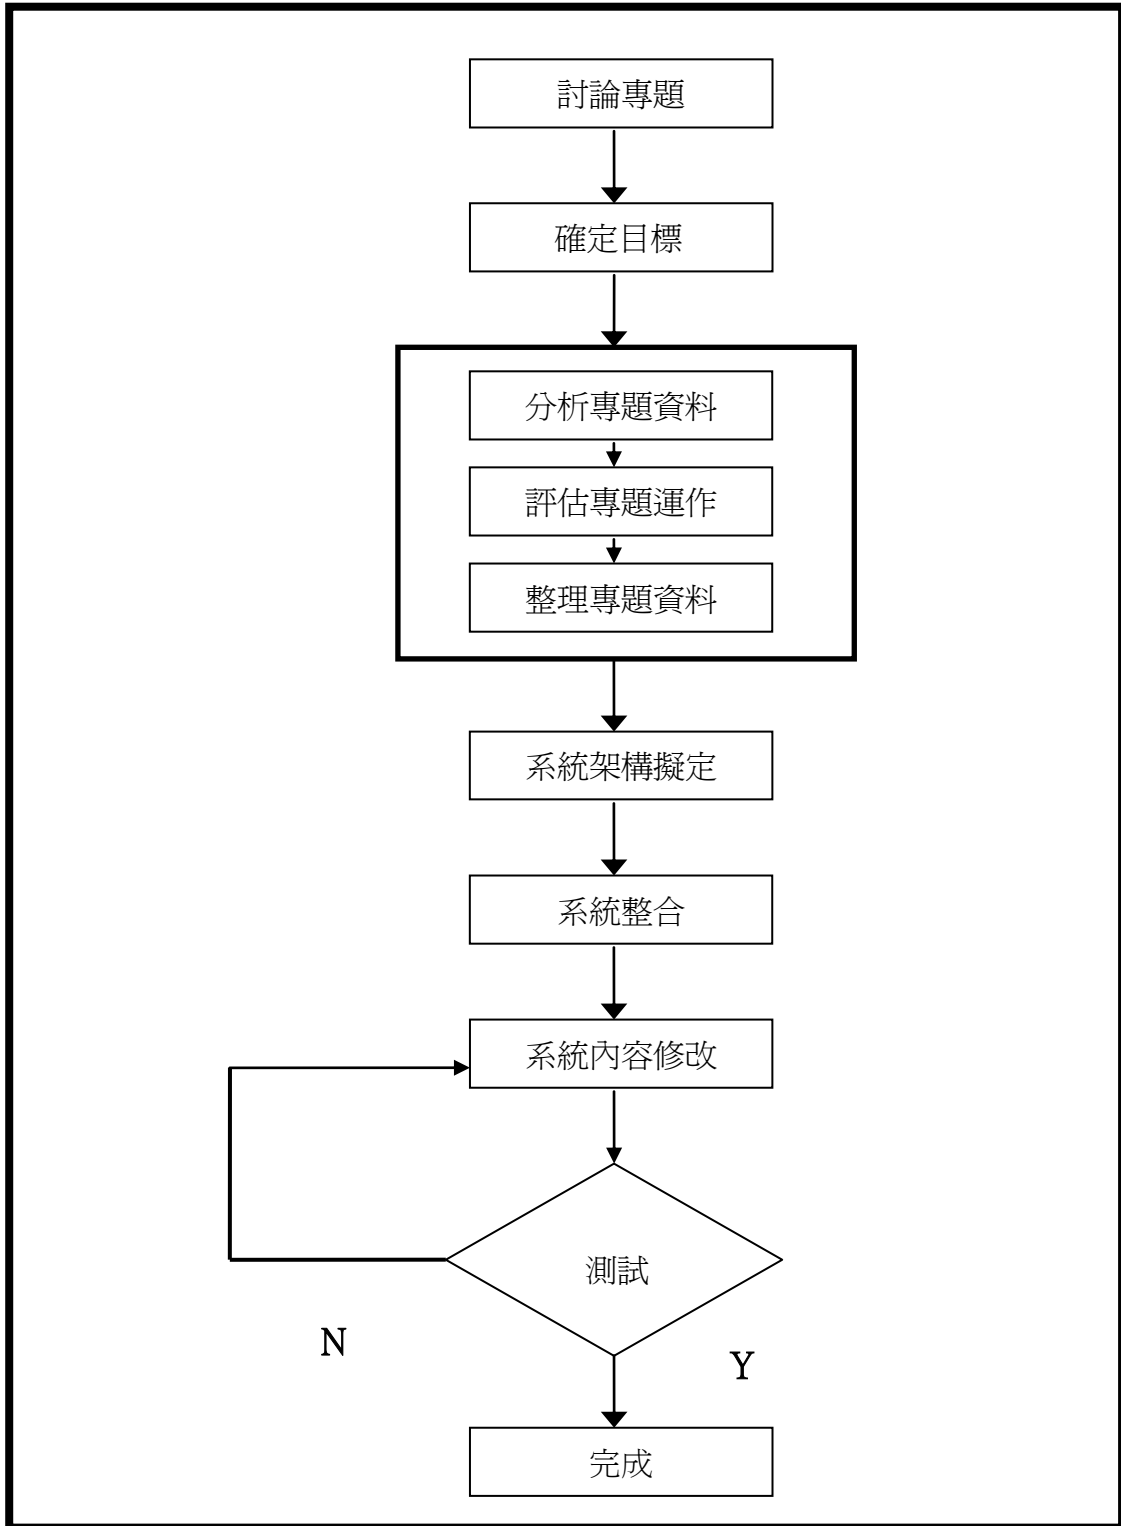 討論專題
確定目標
分析專題資料
評估專題運作
整理專題資料
系統架構擬定
系統整合
系統內容修改
測試
N
Y
完成